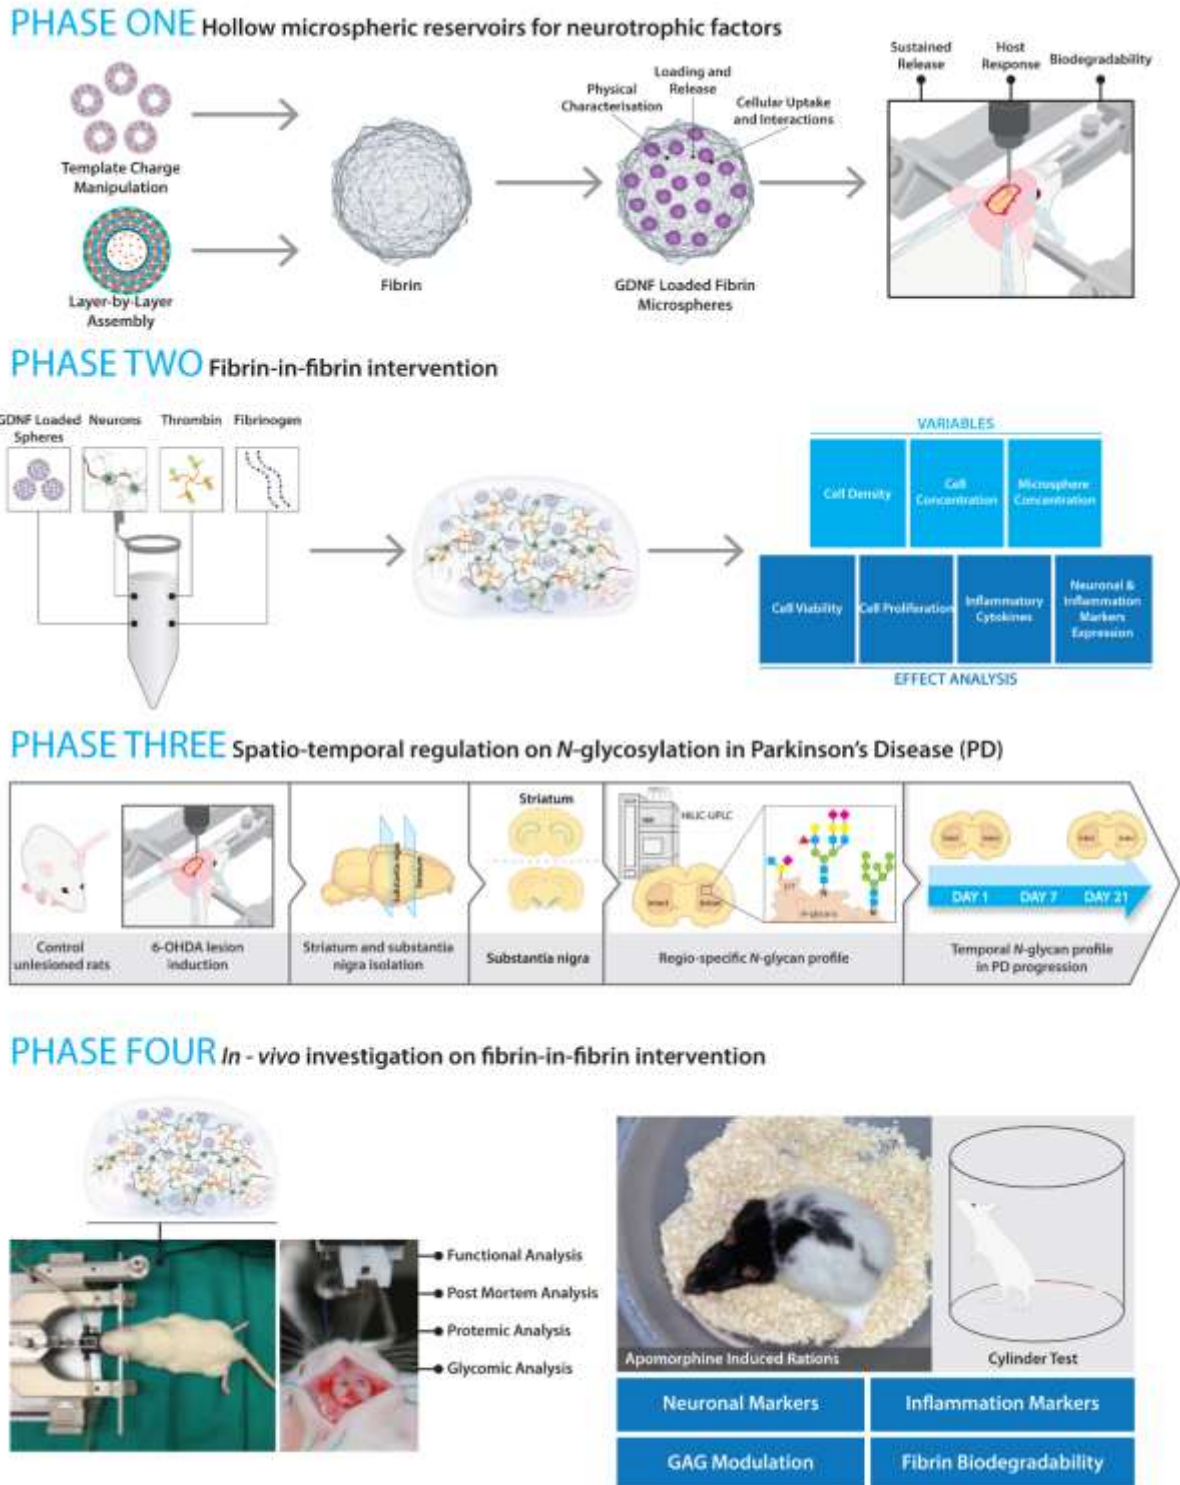 PHASE ONE Hollow microspheric reservoirs for neurotrophic factors
Sustained
Release
Host
Response
Biodegradability
Loading and
Release
Physical
Characterisation
Cellular Uptake
and Interactions
Template Charge
Manipulation
Fibrin
GDNF Loaded Fibrin
Microspheres
Layer-by-Layer
Assembly
PHASE TWO Fibrin-in-fibrin intervention
GDNF Loaded
Spheres
Neurons
Thrombin
Fibrinogen
VARIABLES
Cell Density
Cell
Concentration
Microsphere
Concentration
Cell Viability
Cell Proliferation
Inflammatory
Cytokines
Neuronal &
Inflammation
Markers
Expression
EFFECT ANALYSIS
PHASE THREE Spatio-temporal regulation on N-glycosylation in Parkinson's Disease (PD)
Striatum
HILIC-UPLC
Substantia nigra
Striatum
N-glycans
DAY 1
DAY 7
DAY 21
Control
unlesioned rats
6-OHDA lesion
induction
Striatum and substantia
nigra isolation
Substantia nigra
Regio-specific N-glycan profile
Temporal N-glycan profile
in PD progression
PHASE FOUR In - vivo investigation on fibrin-in-fibrin intervention
Functional Analysis
Post Mortem Analysis
Protemic Analysis
Glycomic Analysis
Apomorphine Induced Rations
Cylinder Test
Neuronal Markers
Inflammation Markers
GAG Modulation
Fibrin Biodegradability